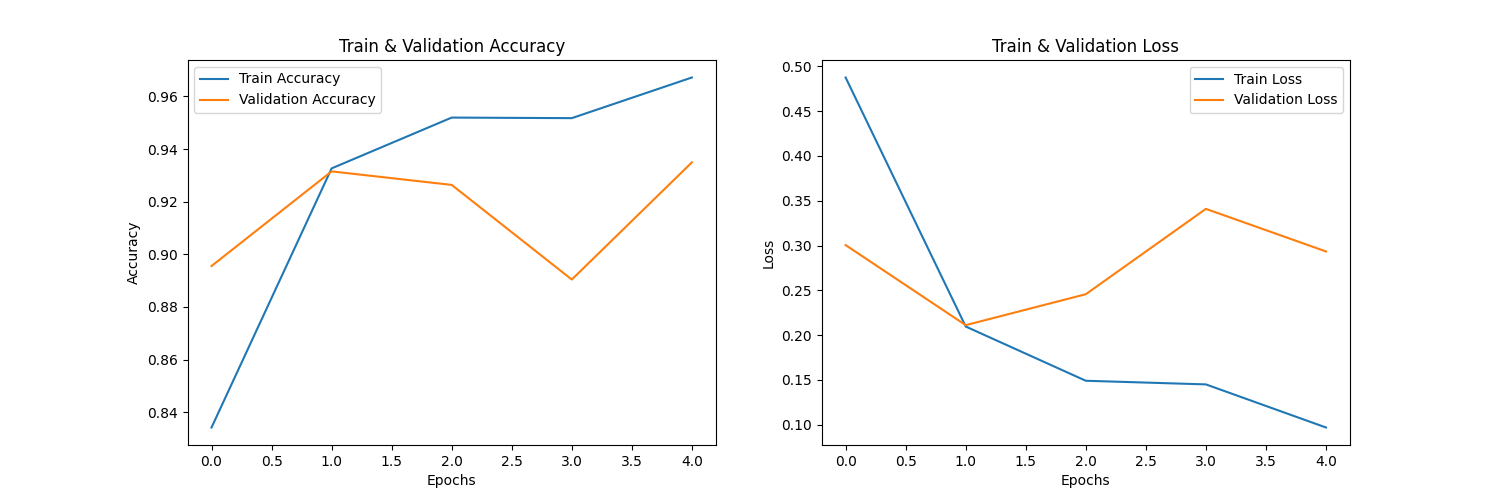 Train & Validation Accuracy
Train Accuracy
Validation Accuracy
0.96
0.94
0.92
0.90
0.88
0.86
0.84
Accuracy
0.0 0.5 1.0 1.5 2.0 2.5 3.0 3.5 4.0
Epochs
Train & Validation Loss
Train Loss
Validation Loss
0.50
0.45
0.40
0.35
0.30
0.25
0.20
0.15
0.10
Loss
0.0 0.5 1.0 1.5 2.0 2.5 3.0 3.5 4.0
Epochs